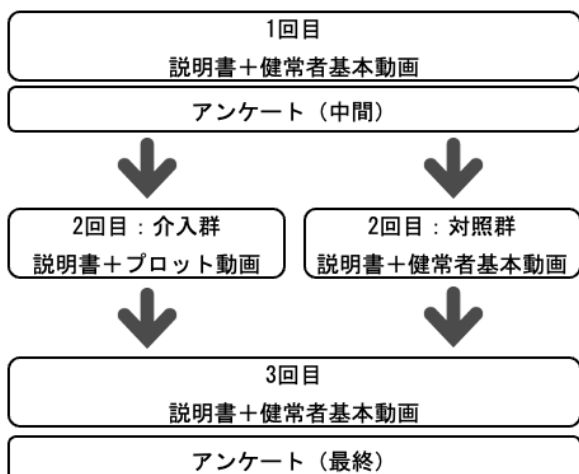 1回目
説明書+健常者基本動画
アンケート（中間）
2回目：介入群
説明書+プロット動画
2回目：対照群
説明書+健常者基本動画
3回目
説明書+健常者基本動画
アンケート（最終）